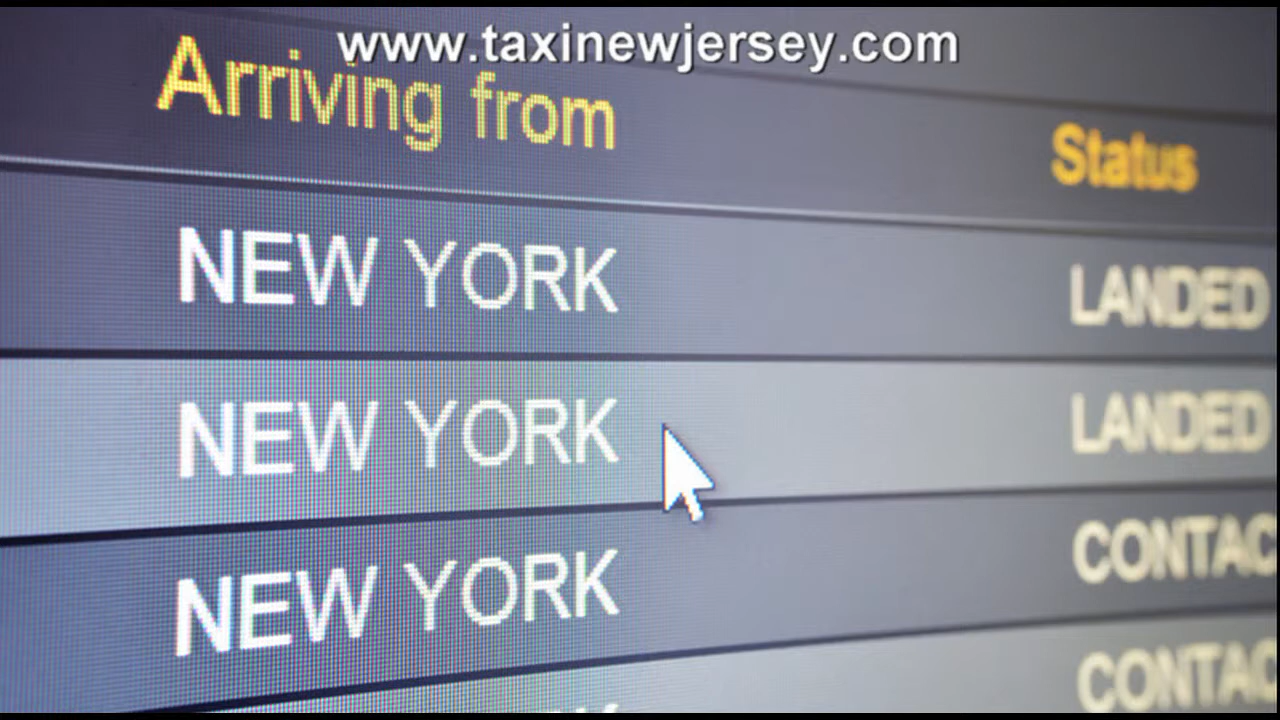 www.taxinewjersey.com
Arriving from Status
NEW YORK LANDED
NEW YORK LANDED
NEW YORK CONTAC
CONTAC